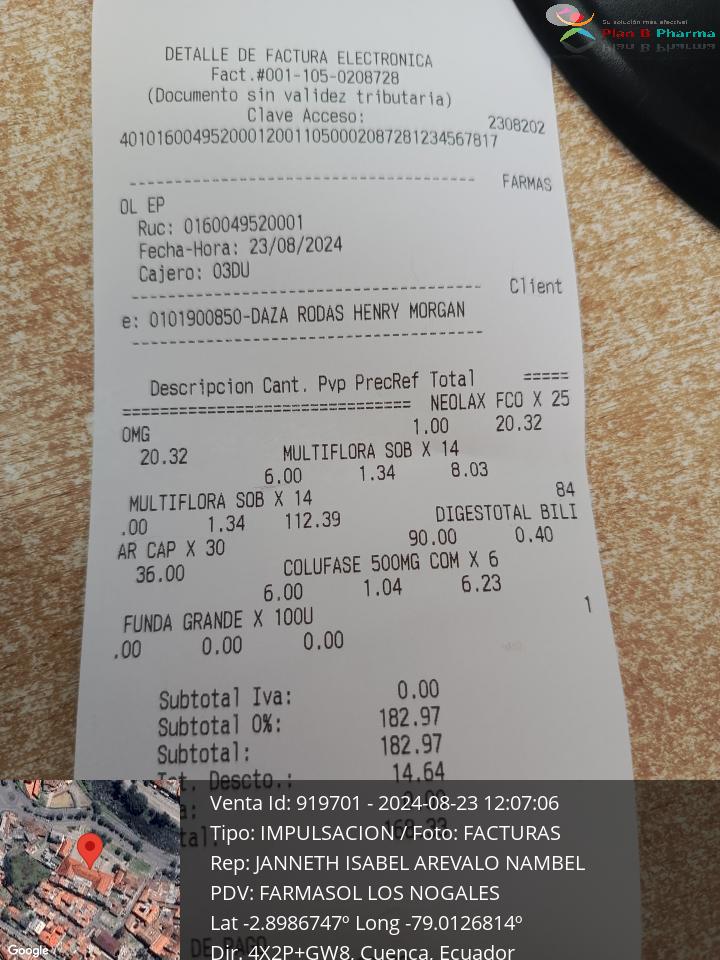 Su solución más efectiva!
Plan B Pharma
DETALLE DE FACTURA ELECTRONICA
Fact.#001-105-0208728
(Documento sin validez tributaria)
Clave Acceso:
2308202
401016004952000120011050002087281234567817
FARMAS
OL EP
Ruc: 0160049520001
Fecha-Hora: 23/08/2024
Cajero: 03DU
Client
e: 0101900850-DAZA RODAS HENRY MORGAN
Descripcion Cant. Pvp PrecRef Total =====
============================== NEOLAX FCO X 25
OMG 1.00 20.32
20.32 MULTIFLORA SOB X 14
6.00 1.34 8.03
MULTIFLORA SOB X 14 84
.00 1.34 112.39 DIGESTOTAL BILI
AR CAP X 30 90.00 0.40
36.00 COLUFASE 500MG COM X 6
6.00 1.04 6.23
FUNDA GRANDE X 100U 1
.00 0.00 0.00
Subtotal Iva: 0.00
Subtotal 0%: 182.97
Subtotal: 182.97
Tot. Descto.: 14.64
Venta Id: 919701 - 2024-08-23 12:07:06
Tipo: IMPULSACION / Foto: FACTURAS
Rep: JANNETH ISABEL AREVALO NAMBEL
PDV: FARMASOL LOS NOGALES
Lat -2.8986747º Long -79.0126814º
Dir. 4X2P+GW8, Cuenca, Ecuador
Google